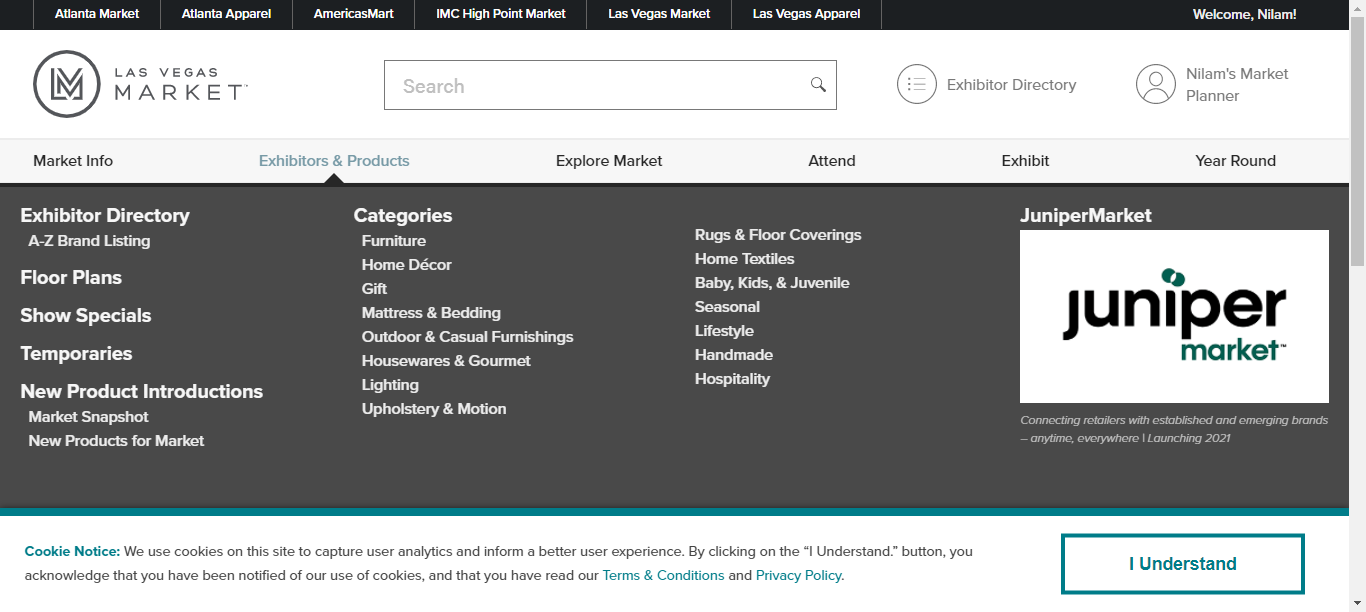 Atlanta Market Atlanta Apparel AmericasMart IMC High Point Market Las Vegas Market Las Vegas Apparel Welcome, Nilam!
LAS VEGAS
MARKET
Search
Exhibitor Directory
Nilam's Market
Planner
Market Info Exhibitors & Products Explore Market Attend Exhibit Year Round
Exhibitor Directory
A-Z Brand Listing
Floor Plans
Show Specials
Temporaries
New Product Introductions
Market Snapshot
New Products for Market
Categories
Furniture
Home Décor
Gift
Mattress & Bedding
Outdoor & Casual Furnishings
Housewares & Gourmet
Lighting
Upholstery & Motion
Rugs & Floor Coverings
Home Textiles
Baby, Kids, & Juvenile
Seasonal
Lifestyle
Handmade
Hospitality
JuniperMarket
juniper
market™
Connecting retailers with established and emerging brands
– anytime, everywhere | Launching 2021
Cookie Notice: We use cookies on this site to capture user analytics and inform a better user experience. By clicking on the “I Understand.” button, you
acknowledge that you have been notified of our use of cookies, and that you have read our Terms & Conditions and Privacy Policy.
I Understand